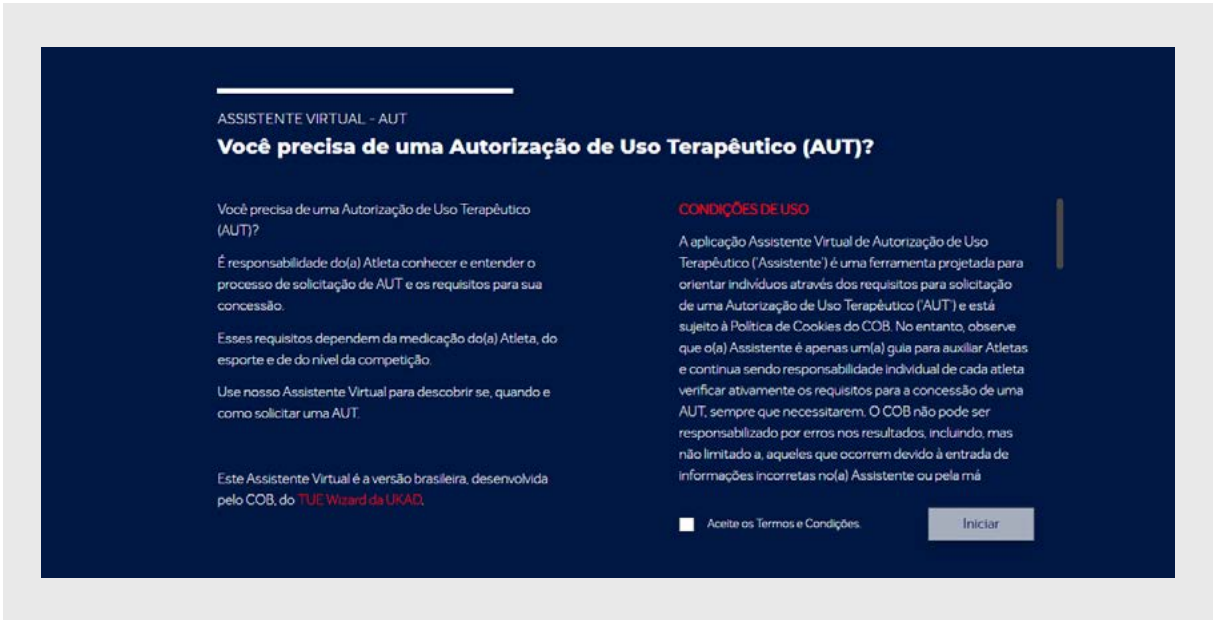 ASSISTENTE VIRTUAL - AUT
Você precisa de uma Autorização de Uso Terapêutico (AUT)?
Você precisa de uma Autorização de Uso Terapêutico
(AUT)?
É responsabilidade do(a) Atleta conhecer e entender o
processo de solicitação de AUT e os requisitos para sua
concessão.
Esses requisitos dependem da medicação do(a) Atleta, do
esporte e de do nível da competição.
Use nosso Assistente Virtual para descobrir se, quando e
como solicitar uma AUT.
Este Assistente Virtual é a versão brasileira, desenvolvida
pelo COB, do TUE Wizard da UKAD.
CONDIÇÕES DE USO
A aplicação Assistente Virtual de Autorização de Uso
Terapêutico ('Assistente') é uma ferramenta projetada para
orientar indivíduos através dos requisitos para solicitação
de uma Autorização de Uso Terapêutico ('AUT') e está
sujeito à Política de Cookies do COB. No entanto, observe
que o(a) Assistente é apenas um(a) guia para auxiliar Atletas
e continua sendo responsabilidade individual de cada atleta
verificar ativamente os requisitos para a concessão de uma
AUT, sempre que necessitarem. O COB não pode ser
responsabilizado por erros nos resultados, incluindo, mas
não limitado a, aqueles que ocorrem devido à entrada de
informações incorretas no(a) Assistente ou pela má
Aceite os Termos e Condições.
Iniciar